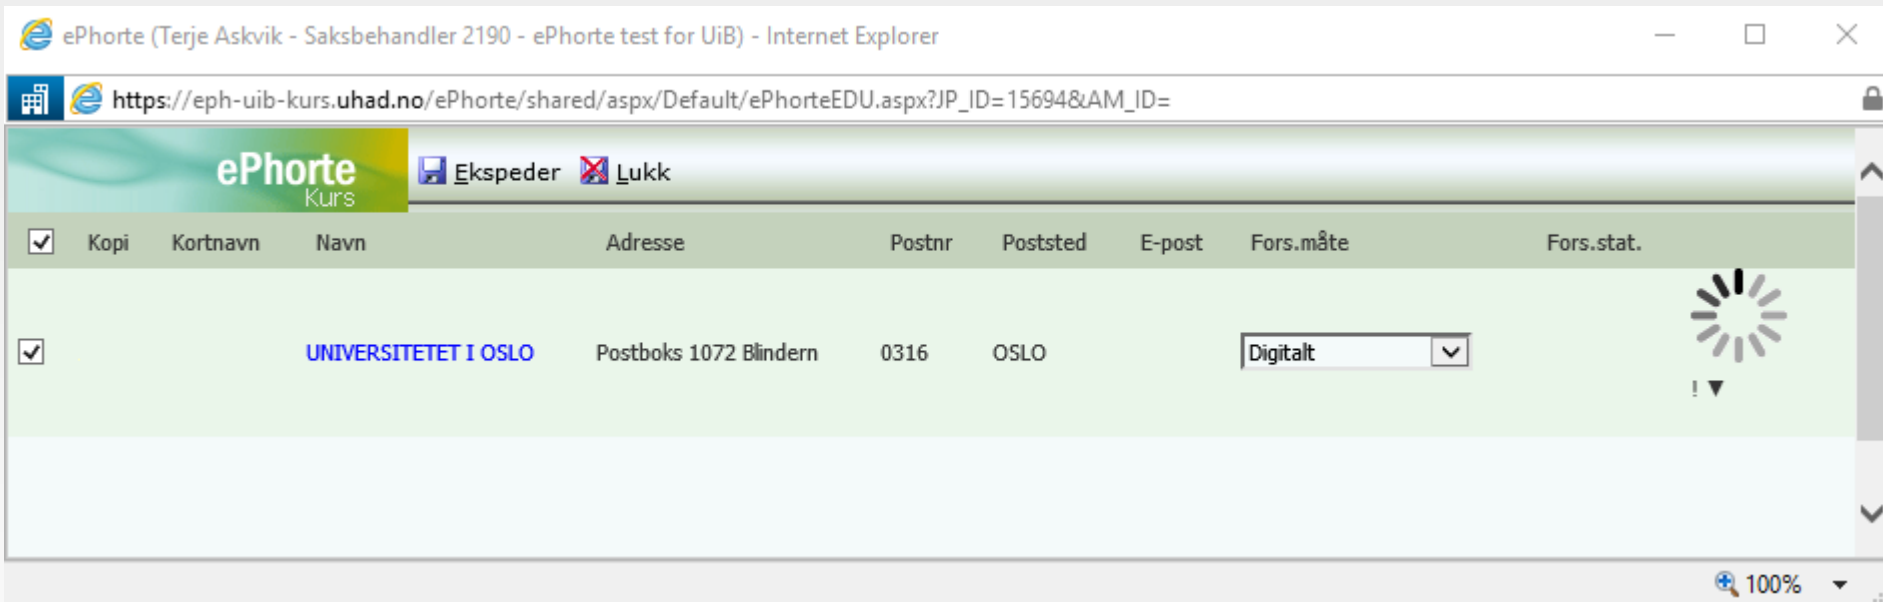 ePhorte (Terje Askvik - Saksbehandler 2190 - ePhorte test for UiB) - Internet Explorer
https://eph-uib-kurs.uhad.no/ePhorte/shared/aspx/Default/ePhorteEDU.aspx?JP_ID=15694&AM_ID=
ePhorte Ekspeder Lukk
Kurs
Kopi Kortnavn Navn Adresse Postnr Poststed E-post Fors.måte Fors.stat.
UNIVERSITETET I OSLO Postboks 1072 Blindern 0316 OSLO Digitalt
! ▼
100%